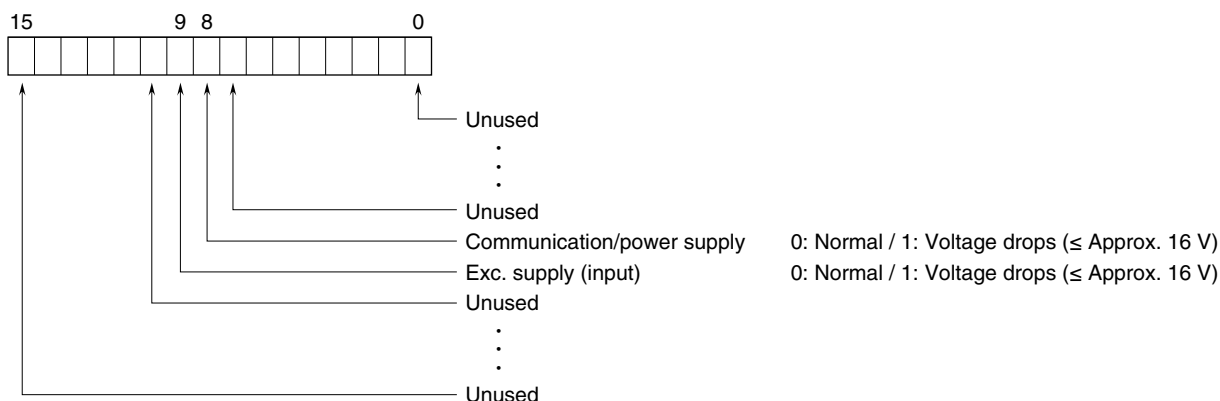 15 9 8 0
Unused
.
.
.
Unused
Communication/power supply 0: Normal / 1: Voltage drops (≤ Approx. 16 V)
Exc. supply (input) 0: Normal / 1: Voltage drops (≤ Approx. 16 V)
Unused
.
.
.
Unused